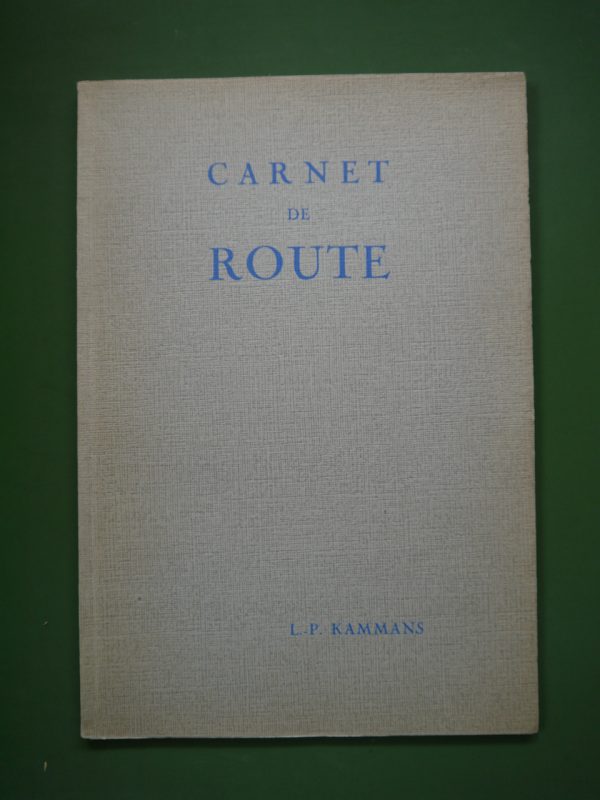 CARNET
DE
ROUTE
L.-P. KAMMANS